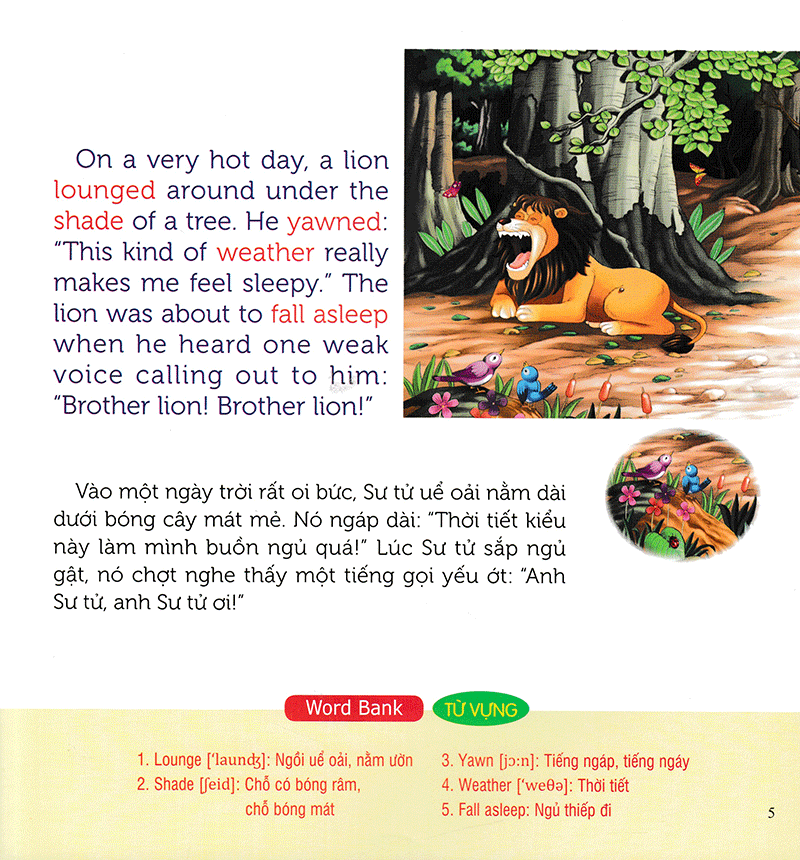 On a very hot day, a lion
lounged around under the
shade of a tree. He yawned:
“This kind of weather really
makes me feel sleepy.” The
lion was about to fall asleep
when he heard one weak
voice calling out to him:
“Brother lion! Brother lion!”
Vào một ngày trời rất oi bức, Sư tử uể oải nằm dài
dưới bóng cây mát mẻ. Nó ngáp dài: “Thời tiết kiểu
này làm mình buồn ngủ quá!” Lúc Sư tử sắp ngủ
gật, nó chợt nghe thấy một tiếng gọi yếu ớt: “Anh
Sư tử, anh Sư tử ơi!”
Word Bank TỪ VỰNG
1. Lounge [‘launʤ]: Ngồi uể oải, nằm ườn
2. Shade [ʃeid]: Chỗ có bóng râm,
chỗ bóng mát
3. Yawn [jɔ:n]: Tiếng ngáp, tiếng ngáy
4. Weather [‘weθə]: Thời tiết
5. Fall asleep: Ngủ thiếp đi
5